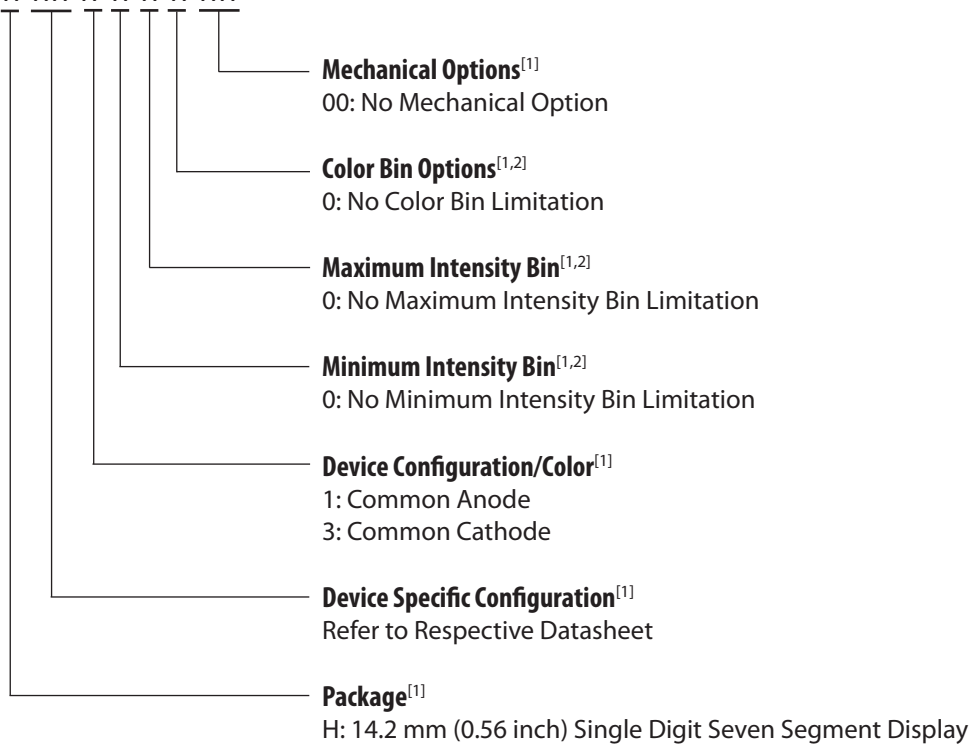 Mechanical Options[1]
00: No Mechanical Option
Color Bin Options[1,2]
0: No Color Bin Limitation
Maximum Intensity Bin[1,2]
0: No Maximum Intensity Bin Limitation
Minimum Intensity Bin[1,2]
0: No Minimum Intensity Bin Limitation
Device Configuration/Color[1]
1: Common Anode
3: Common Cathode
Device Specific Configuration[1]
Refer to Respective Datasheet
Package[1]
H: 14.2 mm (0.56 inch) Single Digit Seven Segment Display